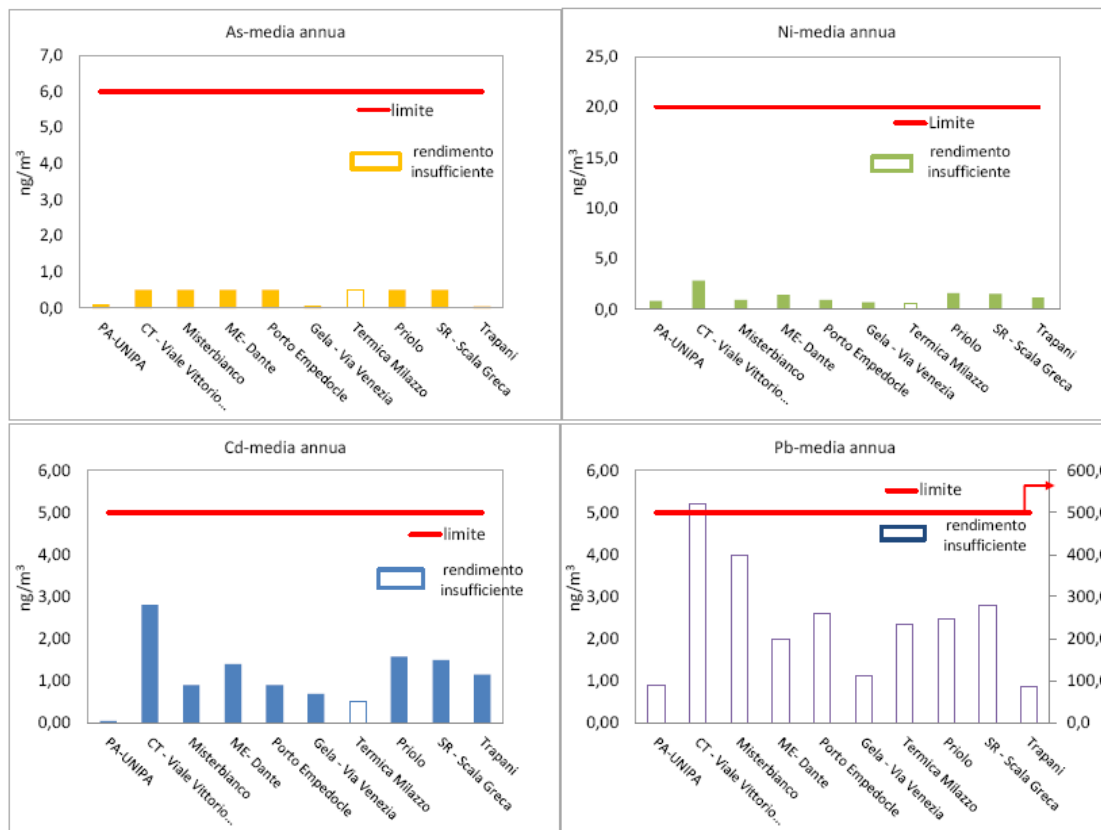 As-media annua
7,0
6,0
5,0
4,0
3,0
2,0
1,0
0,0
ng/m³
limite
rendimento
insufficiente
PA-UNIPA
CT - Viale Vittorio...
Misterbianco
ME- Dante
Porto Empedocle
Gela - Via Venezia
Termica Milazzo
Priolo
SR - Scala Greca
Trapani
Ni-media annua
25,0
20,0
15,0
10,0
5,0
0,0
ng/m³
Limite
rendimento
insufficiente
PA-UNIPA
CT - Viale Vittorio...
Misterbianco
ME- Dante
Porto Empedocle
Gela - Via Venezia
Termica Milazzo
Priolo
SR - Scala Greca
Trapani
Cd-media annua
6,00
5,00
4,00
3,00
2,00
1,00
0,00
ng/m³
limite
rendimento
insufficiente
PA-UNIPA
CT - Viale Vittorio...
Misterbianco
ME- Dante
Porto Empedocle
Gela - Via Venezia
Termica Milazzo
Priolo
SR - Scala Greca
Trapani
Pb-media annua
6,00
5,00
4,00
3,00
2,00
1,00
0,00
ng/m³
limite
rendimento
insufficiente
600,0
500,0
400,0
300,0
200,0
100,0
0,0
PA-UNIPA
CT - Viale Vittorio...
Misterbianco
ME- Dante
Porto Empedocle
Gela - Via Venezia
Termica Milazzo
Priolo
SR - Scala Greca
Trapani